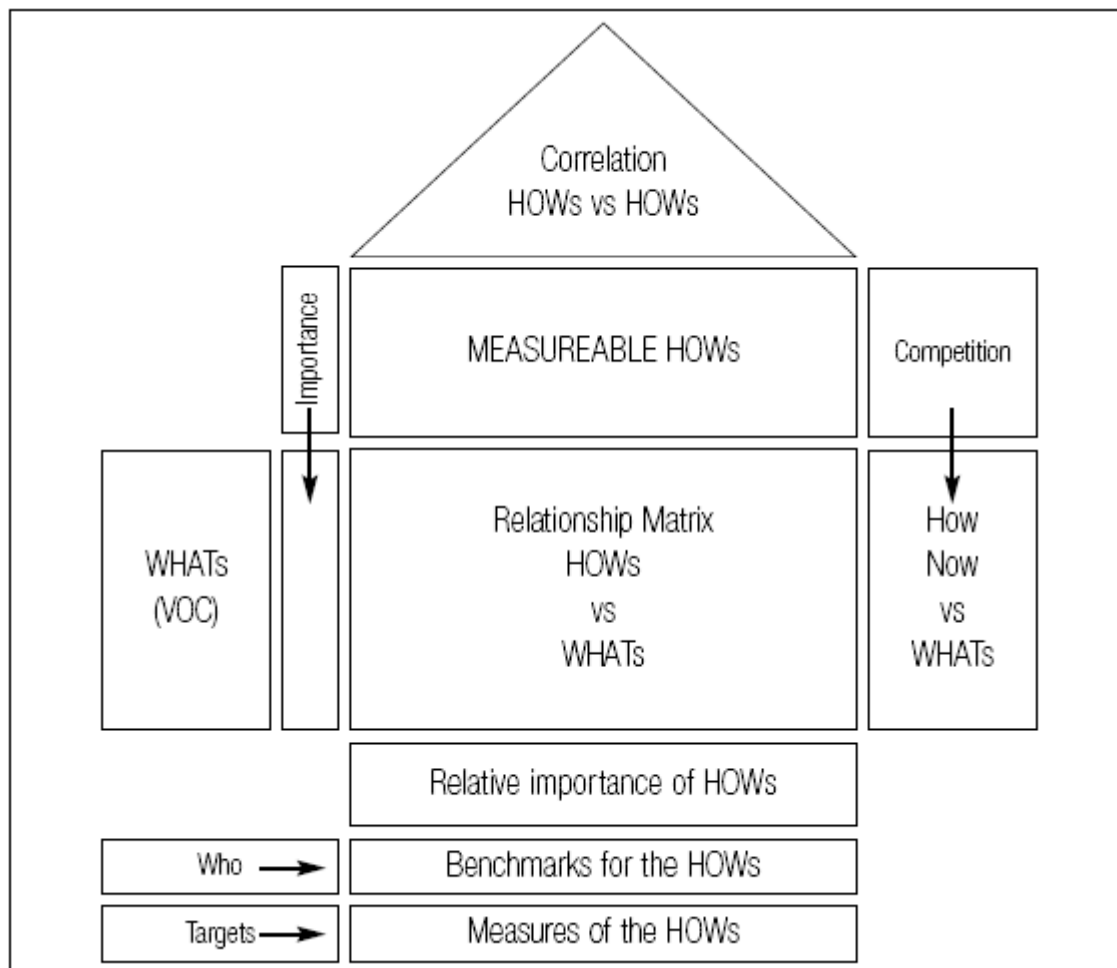 Correlation
HOWs vs HOWs
Importance
MEASUREABLE HOWs
Competition
WHATs
(VOC)
Relationship Matrix
HOWs
vs
WHATs
How
Now
vs
WHATs
Relative importance of HOWs
Who
Benchmarks for the HOWs
Targets
Measures of the HOWs